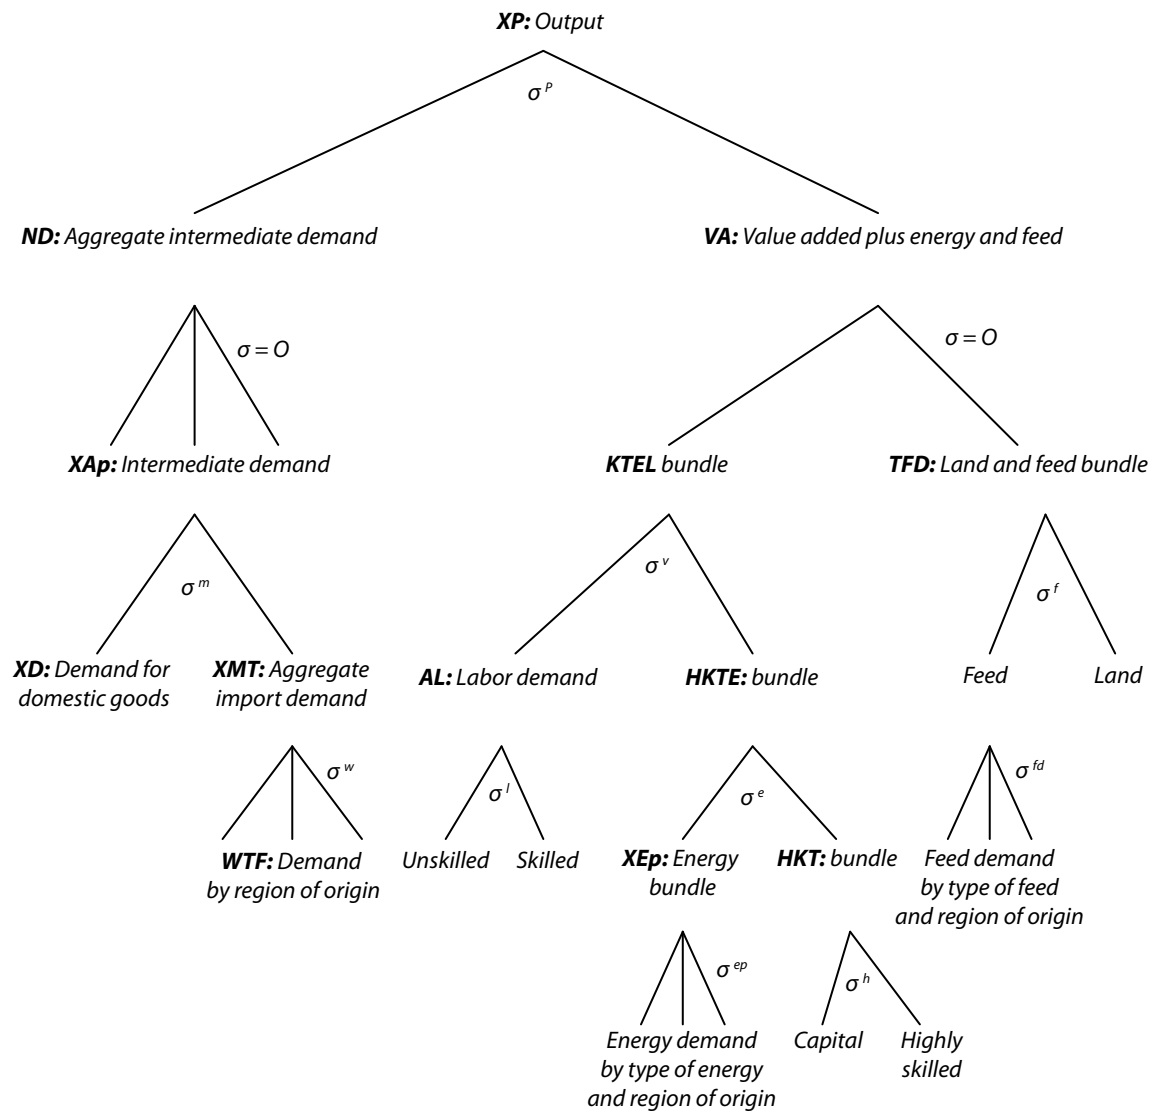 XP: Output
σ P
ND: Aggregate intermediate demand
VA: Value added plus energy and feed
σ = O
σ = O
XAp: Intermediate demand
KTEL bundle
TFD: Land and feed bundle
σ m
σ v
σ f
XD: Demand for
domestic goods
XMT: Aggregate
import demand
AL: Labor demand
HKTE: bundle
Feed
Land
σ w
σ l
σ e
σ fd
WTF: Demand
by region of origin
Unskilled
Skilled
XEp: Energy
bundle
HKT: bundle
Feed demand
by type of feed
and region of origin
σ ep
σ h
Energy demand
by type of energy
and region of origin
Capital
Highly
skilled